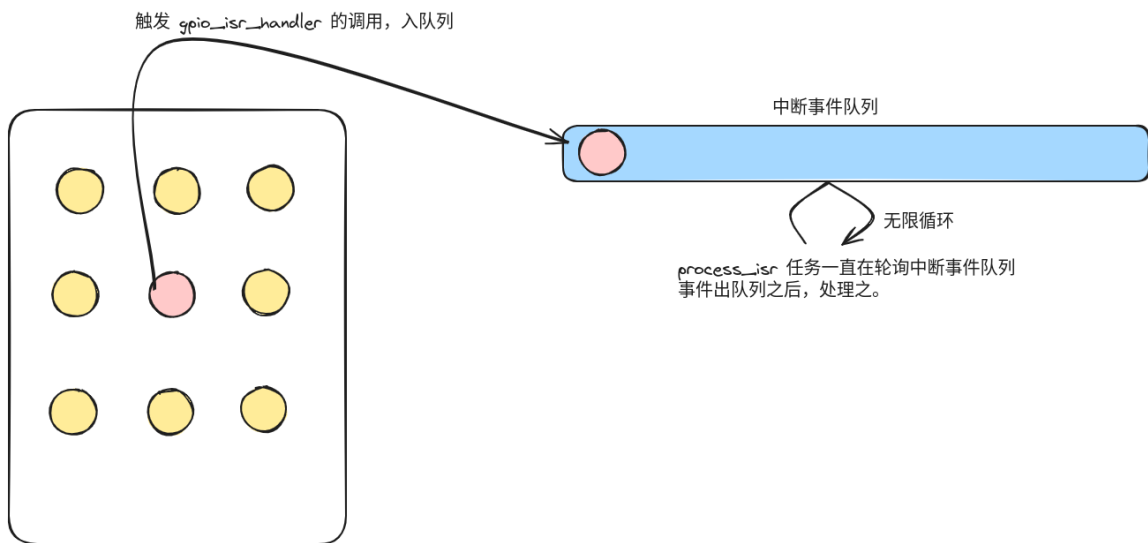 触发 gpio_isr_handler 的调用，入队列
中断事件队列
无限循环
process_isr 任务一直在轮询中断事件队列
事件出队列之后，处理之。